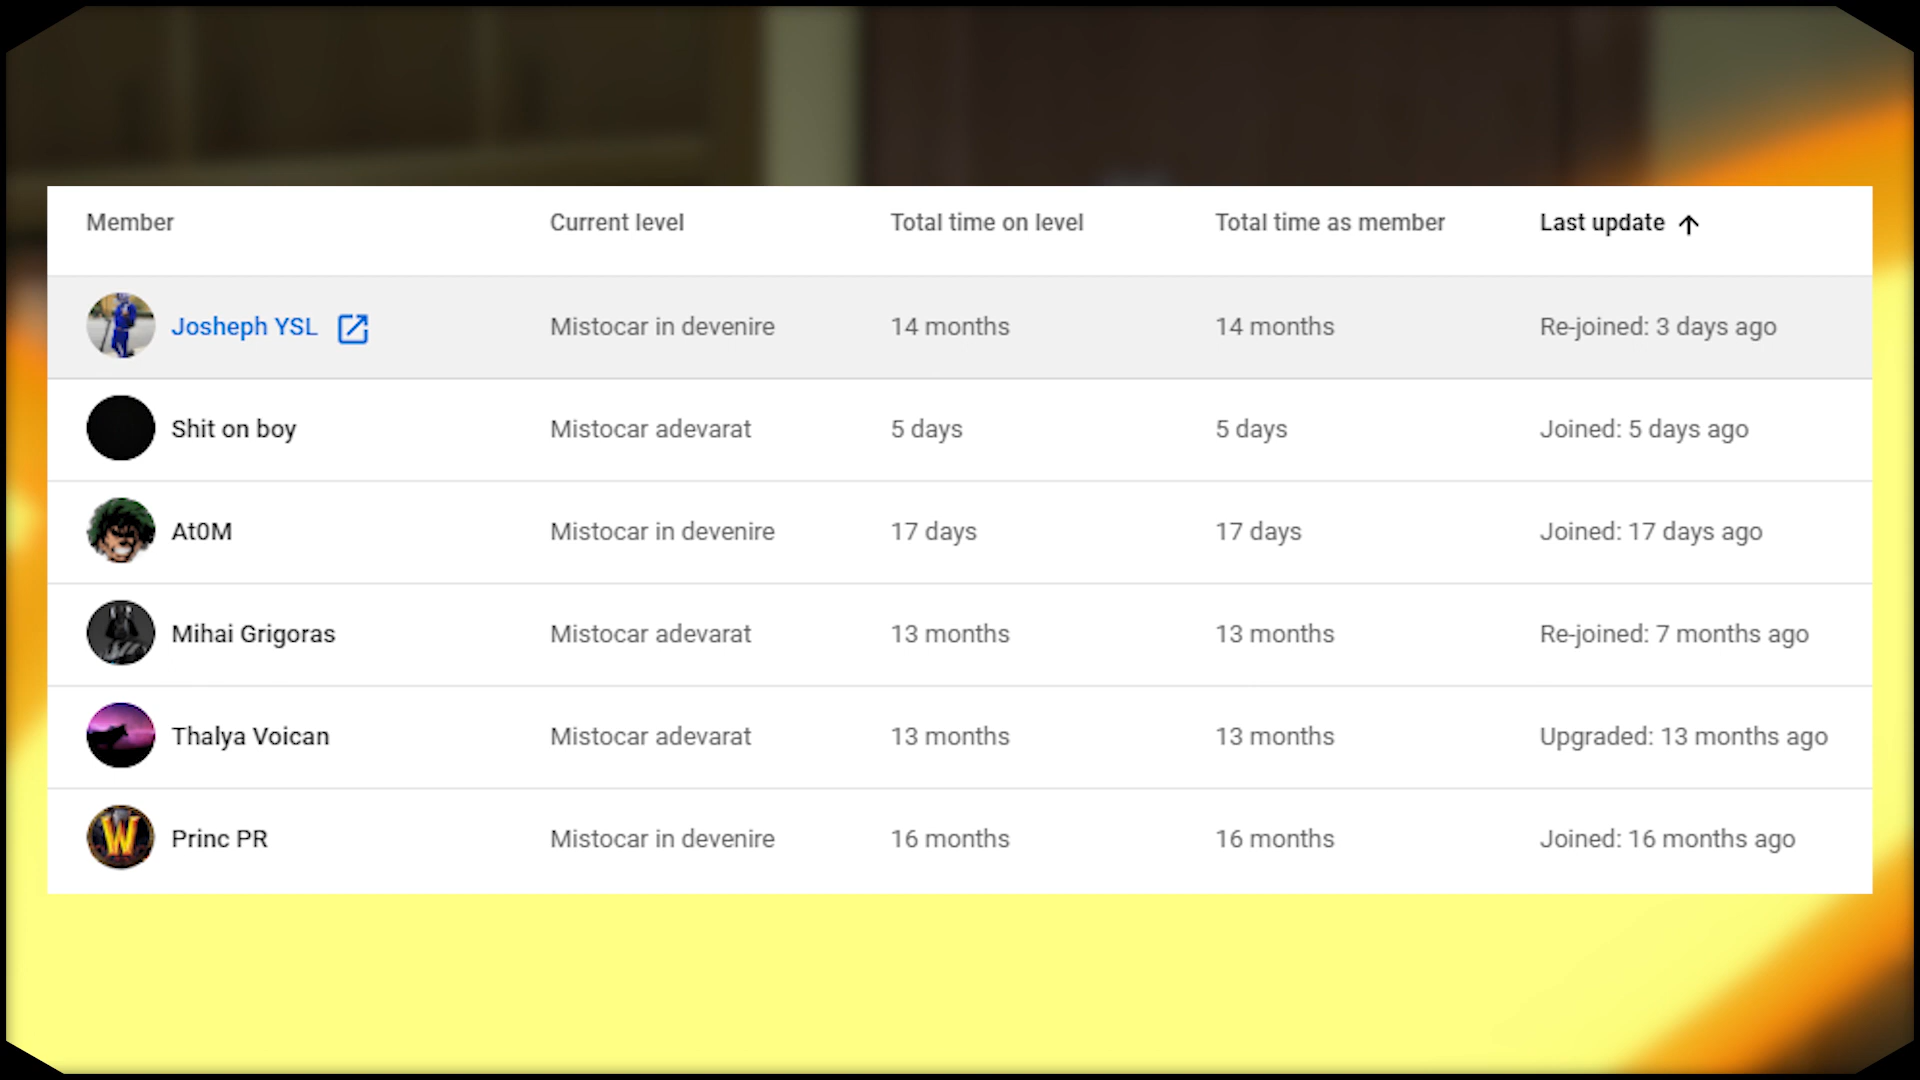 Member Current level Total time on level Total time as member Last update ↑
Josheph YSL Mistocar in devenire 14 months 14 months Re-joined: 3 days ago
Shit on boy Mistocar adevarat 5 days 5 days Joined: 5 days ago
At0M Mistocar in devenire 17 days 17 days Joined: 17 days ago
Mihai Grigoras Mistocar adevarat 13 months 13 months Re-joined: 7 months ago
Thalya Voican Mistocar adevarat 13 months 13 months Upgraded: 13 months ago
W Princ PR Mistocar in devenire 16 months 16 months Joined: 16 months ago